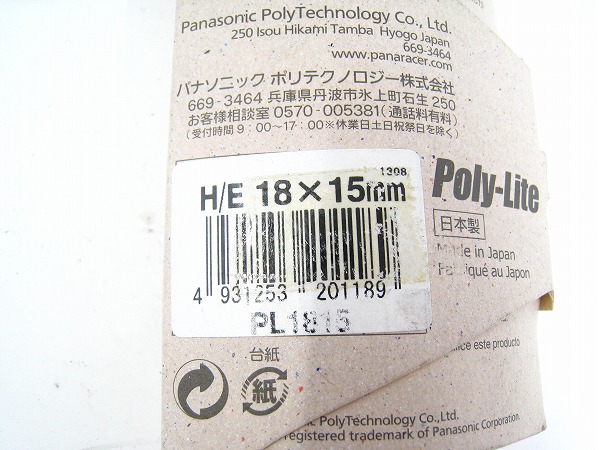 Panasonic PolyTechnology Co., Ltd.
250 Isou Hikami Tamba Hyogo Japan
669-3464
www.panaracer.com
パナソニック ポリテクノロジー株式会社
669-3464 兵庫県丹波市氷上町石生 250
お客様相談室 0570-005381(通話料有料)
(受付時間 9：00〜17：00※休業日土日祝祭日を除く)
1308
H/E 18×15mm
4 931253 201189
PL1815
Poly-Lite
日本製
Made in Japan
Fabriqué au Japon
este producto
台紙
紙
PolyTechnology Co.,Ltd.
registered trademark of Panasonic Corporation